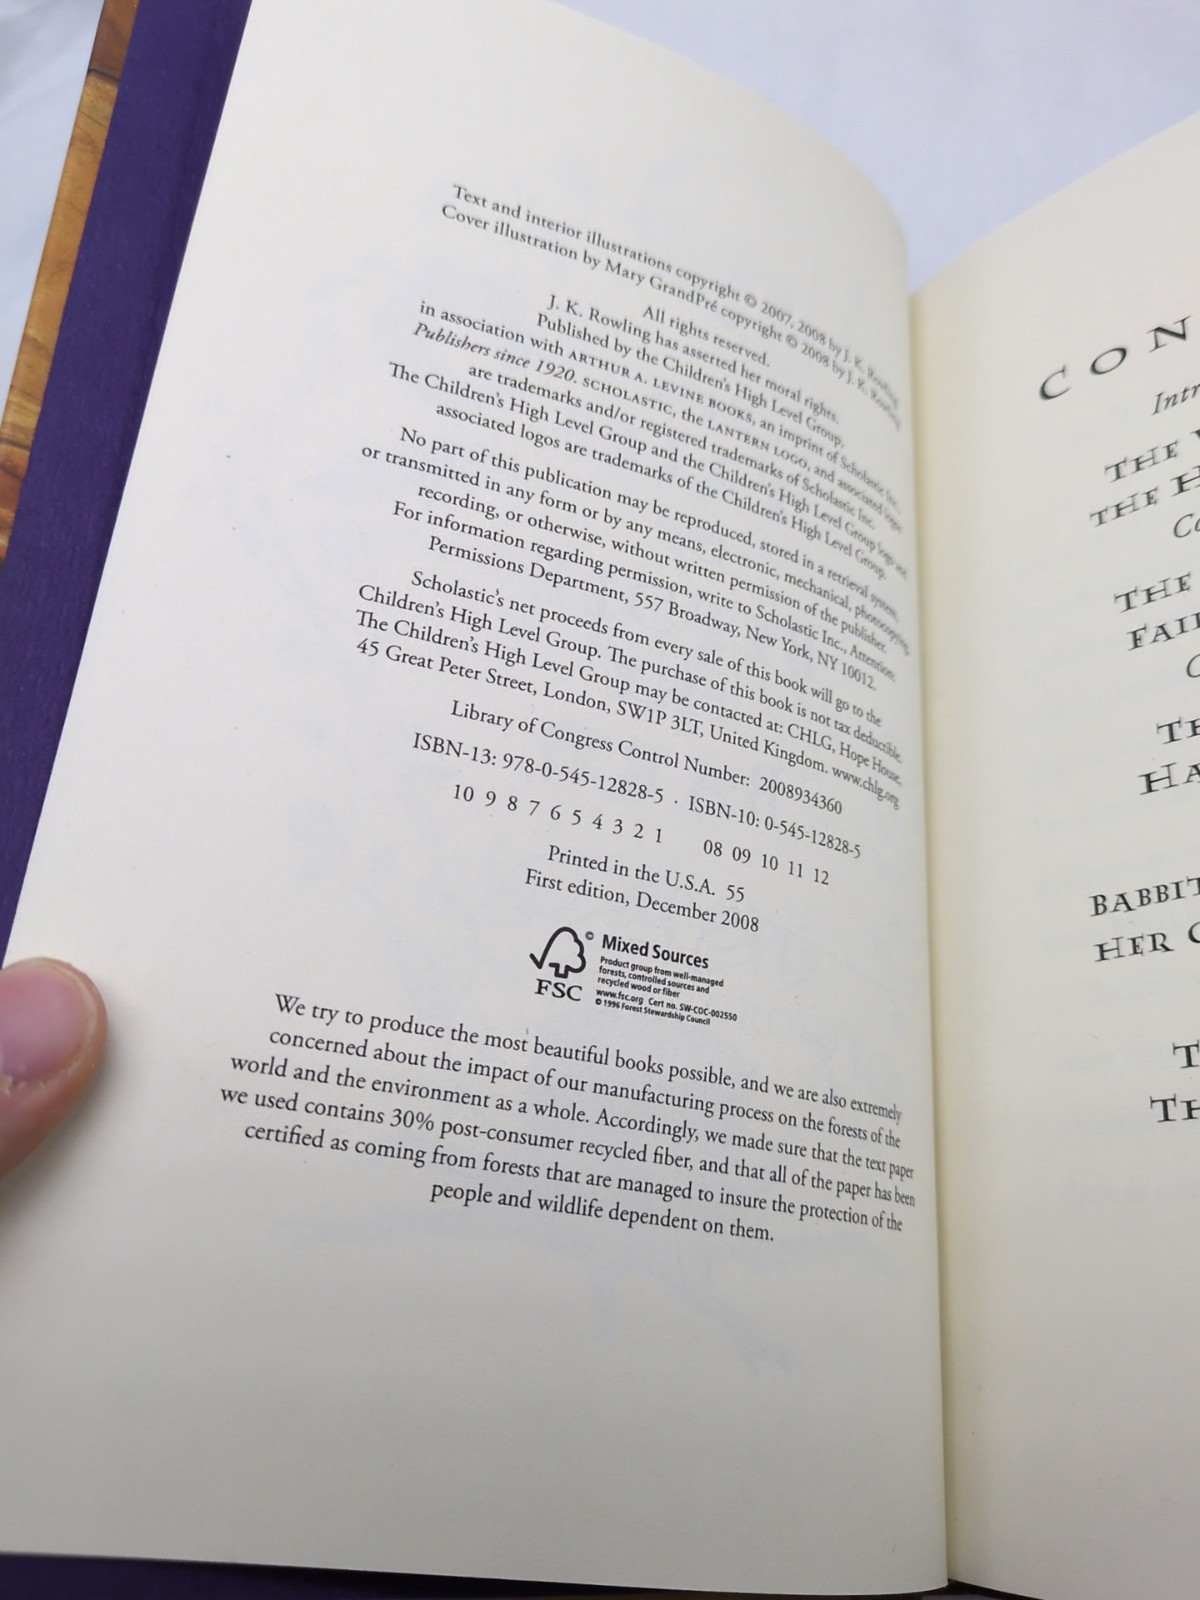 Text and interior illustrations copyright © 2007, 2008 by J. K. Rowling.
Cover illustration by Mary GrandPré copyright © 2008 by J. K. Rowling.
All rights reserved.
J. K. Rowling has asserted her moral rights.
Published by the Children's High Level Group,
in association with ARTHUR A. LEVINE BOOKS, an imprint of Scholastic Inc.,
Publishers since 1920. SCHOLASTIC, the LANTERN LOGO, and associated logos
are trademarks and/or registered trademarks of Scholastic Inc.
The Children's High Level Group and the Children's High Level Group logo and
associated logos are trademarks of the Children's High Level Group.
No part of this publication may be reproduced, stored in a retrieval system,
or transmitted in any form or by any means, electronic, mechanical, photocopying,
recording, or otherwise, without written permission of the publisher.
For information regarding permission, write to Scholastic Inc., Attention:
Permissions Department, 557 Broadway, New York, NY 10012.
Scholastic's net proceeds from every sale of this book will go to the
Children's High Level Group. The purchase of this book is not tax deductible.
The Children's High Level Group may be contacted at: CHLG, Hope House,
45 Great Peter Street, London, SW1P 3LT, United Kingdom. www.chlg.org
Library of Congress Control Number: 2008934360
ISBN-13: 978-0-545-12828-5 · ISBN-10: 0-545-12828-5
10 9 8 7 6 5 4 3 2 1 08 09 10 11 12
Printed in the U.S.A. 55
First edition, December 2008
FSC
©
Mixed Sources
Product group from well-managed
forests, controlled sources and
recycled wood or fiber
www.fsc.org Cert no. SW-COC-002550
© 1996 Forest Stewardship Council
We try to produce the most beautiful books possible, and we are also extremely
concerned about the impact of our manufacturing process on the forests of the
world and the environment as a whole. Accordingly, we made sure that the text paper
we used contains 30% post-consumer recycled fiber, and that all of the paper has been
certified as coming from forests that are managed to insure the protection of the
people and wildlife dependent on them.
CON
Intr
THE
THE H
Co
THE
FAIL
TH
HA
BABBIT
HER
T
TH